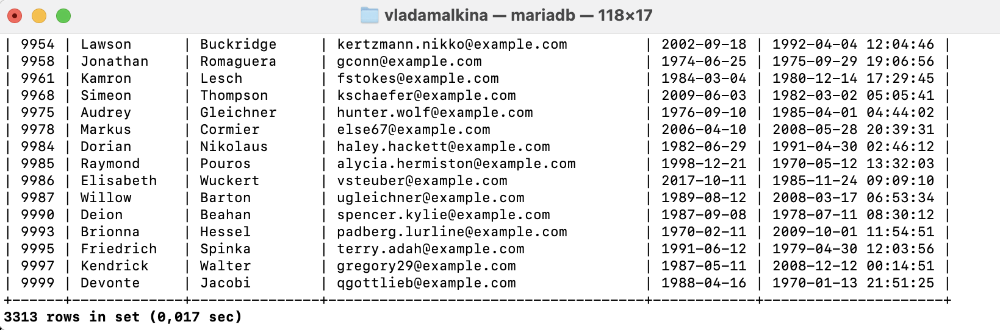 vladamalkina — mariadb — 118×17
| 9954 | Lawson | Buckridge | kertzmann.nikko@example.com | 2002-09-18 | 1992-04-04 12:04:46 |
| 9958 | Jonathan | Romaguera | gconn@example.com | 1974-06-25 | 1975-09-29 19:06:56 |
| 9961 | Kamron | Lesch | fstokes@example.com | 1984-03-04 | 1980-12-14 17:29:45 |
| 9968 | Simeon | Thompson | kschaefer@example.com | 2009-06-03 | 1982-03-02 05:05:41 |
| 9975 | Audrey | Gleichner | hunter.wolf@example.com | 1976-09-10 | 1985-04-01 04:44:02 |
| 9978 | Markus | Cormier | else67@example.com | 2006-04-10 | 2008-05-28 20:39:31 |
| 9984 | Dorian | Nikolaus | haley.hackett@example.com | 1982-06-29 | 1991-04-30 02:46:12 |
| 9985 | Raymond | Pouros | alycia.hermiston@example.com | 1998-12-21 | 1970-05-12 13:32:03 |
| 9986 | Elisabeth | Wuckert | vsteuber@example.com | 2017-10-11 | 1985-11-24 09:09:10 |
| 9987 | Willow | Barton | ugleichner@example.com | 1989-08-12 | 2008-03-17 06:53:34 |
| 9990 | Deion | Beahan | spencer.kylie@example.com | 1987-09-08 | 1978-07-11 08:30:12 |
| 9993 | Brionna | Hessel | padberg.lurline@example.com | 1970-02-11 | 2009-10-01 11:54:51 |
| 9995 | Friedrich | Spinka | terry.adah@example.com | 1991-06-12 | 1979-04-30 12:03:56 |
| 9997 | Kendrick | Walter | gregory29@example.com | 1987-05-11 | 2008-12-12 00:14:51 |
| 9999 | Devonte | Jacobi | qgottlieb@example.com | 1988-04-16 | 1970-01-13 21:51:25 |
+------+-------------+---------------+-------------------------------------+------------+---------------------+
3313 rows in set (0,017 sec)